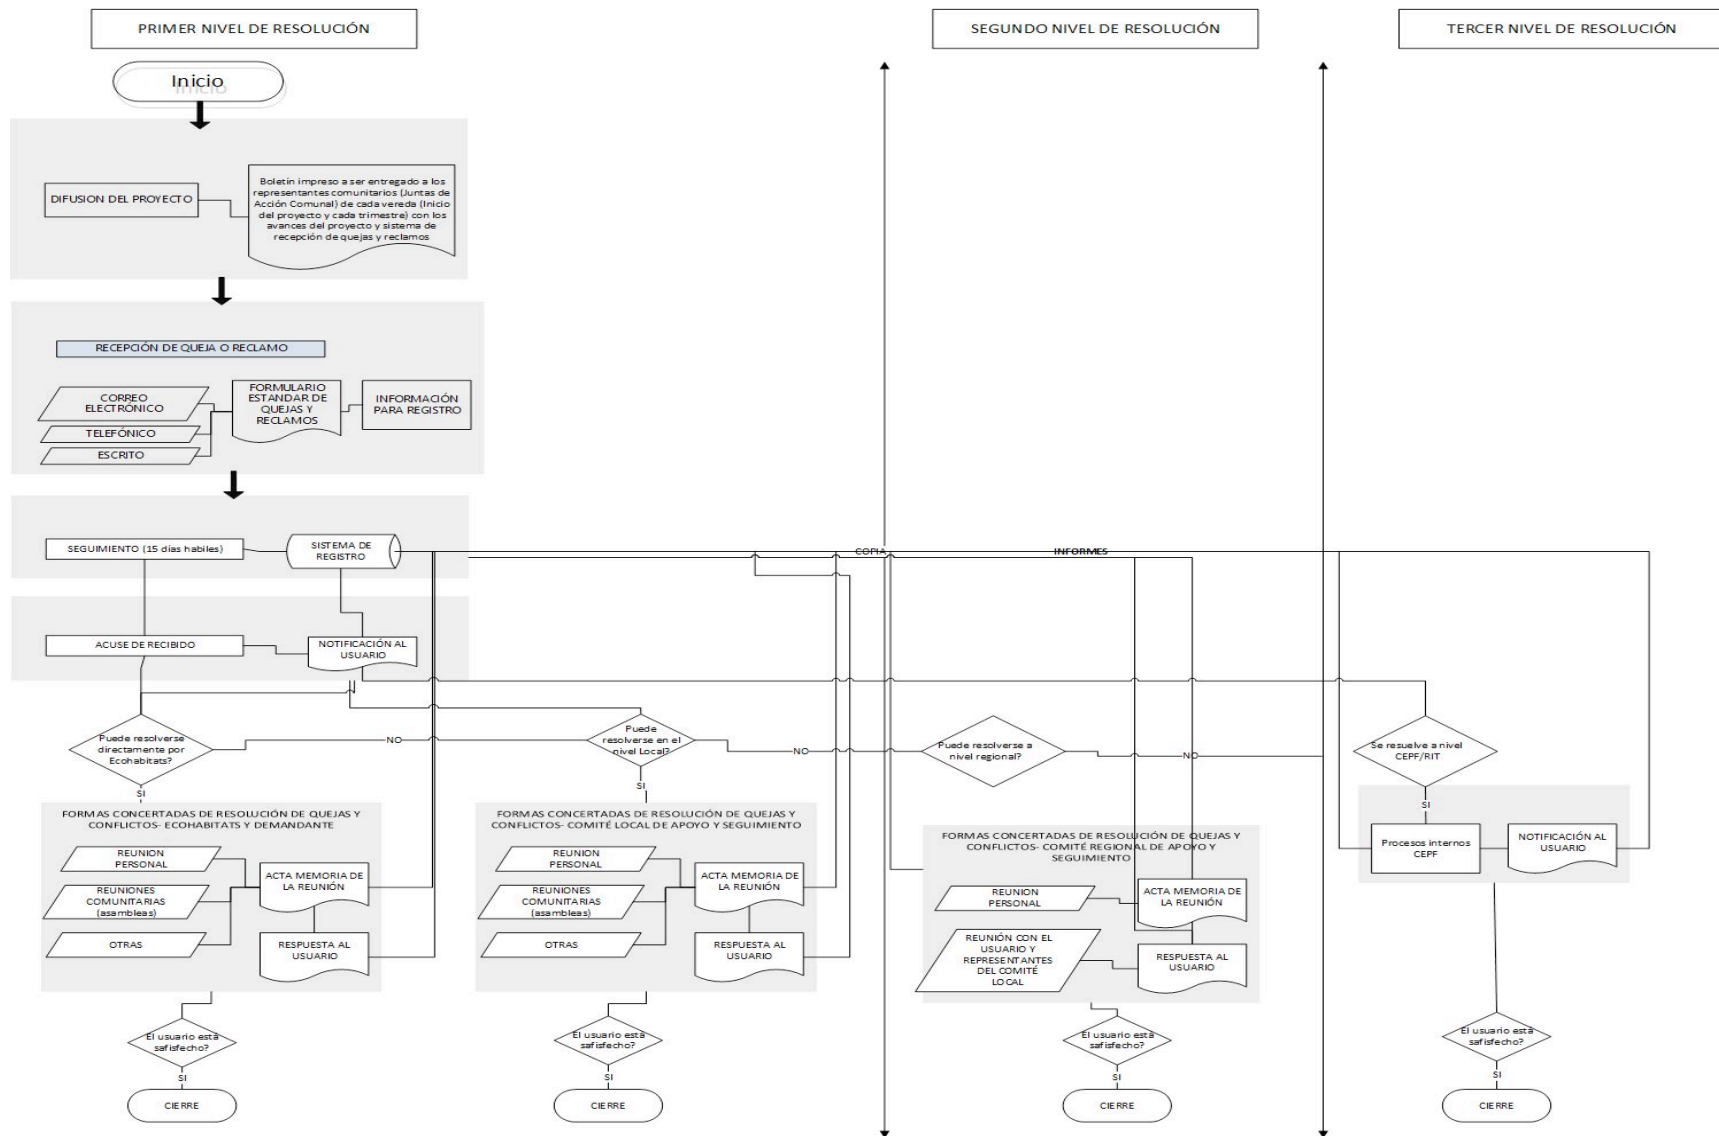 PRIMER NIVEL DE RESOLUCIÓN
SEGUNDO NIVEL DE RESOLUCIÓN
TERCER NIVEL DE RESOLUCIÓN
Inicio
DIFUSION DEL PROYECTO
Boletín impreso a ser entregado a los
representantes comunitarios (Juntas de
Acción Comunal) de cada vereda (Inicio
del proyecto y cada trimestre) con los
avances del proyecto y sistema de
recepción de quejas y reclamos
RECEPCIÓN DE QUEJA O RECLAMO
CORREO
ELECTRÓNICO
TELEFÓNICO
ESCRITO
FORMULARIO
ESTANDAR DE
QUEJAS Y
RECLAMOS
INFORMACIÓN
PARA REGISTRO
SEGUIMIENTO (15 días habiles)
SISTEMA DE
REGISTRO
COPIA
INFORMES
ACUSE DE RECIBIDO
NOTIFICACIÓN AL
USUARIO
Puede resolverse
directamente por
Ecohabitats?
NO
Puede
resolverse en el
nivel Local?
NO
Puede resolverse a
nivel regional?
NO
Se resuelve a nivel
CEPF/RIT
SI
SI
SI
FORMAS CONCERTADAS DE RESOLUCIÓN DE QUEJAS Y
CONFLICTOS- ECOHABITATS Y DEMANDANTE
REUNION
PERSONAL
REUNIONES
COMUNITARIAS
(asambleas)
OTRAS
ACTA MEMORIA DE
LA REUNIÓN
RESPUESTA AL
USUARIO
FORMAS CONCERTADAS DE RESOLUCIÓN DE QUEJAS Y
CONFLICTOS- COMITÉ LOCAL DE APOYO Y SEGUIMIENTO
REUNION
PERSONAL
REUNIONES
COMUNITARIAS
(asambleas)
OTRAS
ACTA MEMORIA DE
LA REUNIÓN
RESPUESTA AL
USUARIO
FORMAS CONCERTADAS DE RESOLUCIÓN DE QUEJAS Y
CONFLICTOS- COMITÉ REGIONAL DE APOYO Y
SEGUIMIENTO
REUNION
PERSONAL
REUNIÓN CON EL
USUARIO Y
REPRESENTANTES
DEL COMITÉ
LOCAL
ACTA MEMORIA DE
LA REUNIÓN
RESPUESTA AL
USUARIO
Procesos internos
CEPF
NOTIFICACIÓN AL
USUARIO
El usuario está
safisfecho?
SI
CIERRE
El usuario está
safisfecho?
SI
CIERRE
El usuario está
safisfecho?
SI
CIERRE
El usuario está
safisfecho?
SI
CIERRE